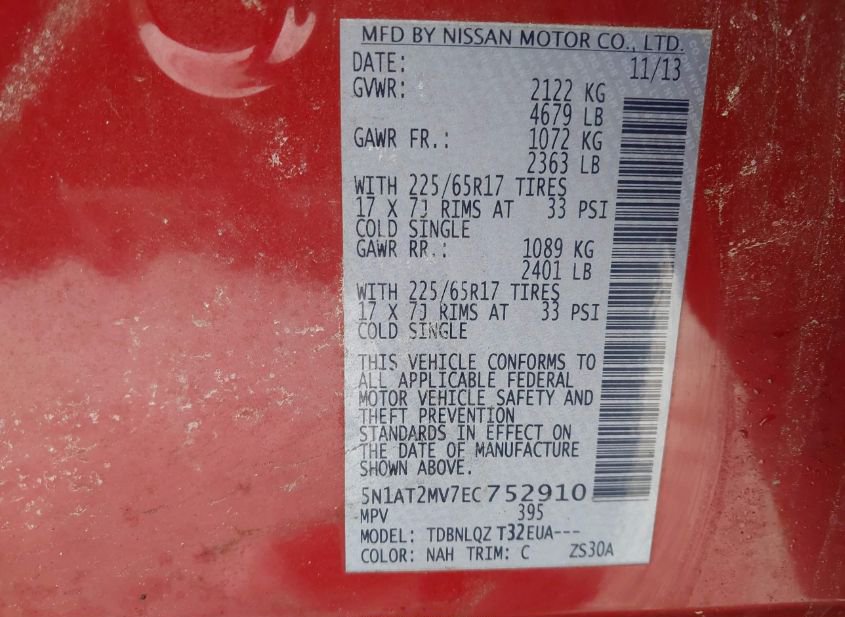 MFD BY NISSAN MOTOR CO., LTD.
DATE: 11/13
GVWR: 2122 KG
4679 LB
GAWR FR.: 1072 KG
2363 LB
WITH 225/65R17 TIRES
17 X 7J RIMS AT 33 PSI
COLD SINGLE
GAWR RR.: 1089 KG
2401 LB
WITH 225/65R17 TIRES
17 X 7J RIMS AT 33 PSI
COLD SINGLE
THIS VEHICLE CONFORMS TO
ALL APPLICABLE FEDERAL
MOTOR VEHICLE SAFETY AND
THEFT PREVENTION
STANDARDS IN EFFECT ON
THE DATE OF MANUFACTURE
SHOWN ABOVE.
5N1AT2MV7EC752910
MPV 395
MODEL: TDBNLQZ T32EUA---
COLOR: NAH TRIM: C ZS30A